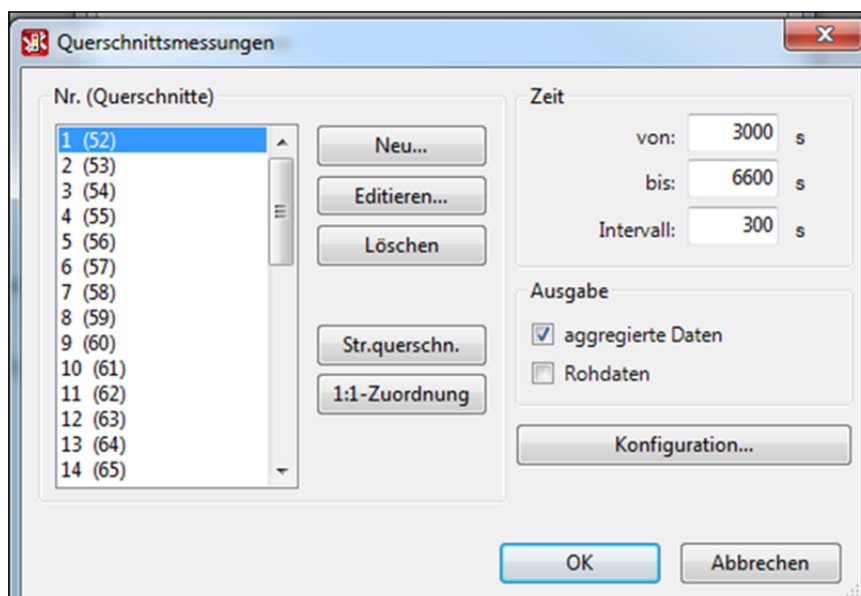 Querschnittsmessungen
Nr. (Querschnitte)
1 (52)
2 (53)
3 (54)
4 (55)
5 (56)
6 (57)
7 (58)
8 (59)
9 (60)
10 (61)
11 (62)
12 (63)
13 (64)
14 (65)
Neu...
Editieren...
Löschen
Str.querschn.
1:1-Zuordnung
Zeit
von: 3000 s
bis: 6600 s
Intervall: 300 s
Ausgabe
aggregierte Daten
Rohdaten
Konfiguration...
OK
Abbrechen